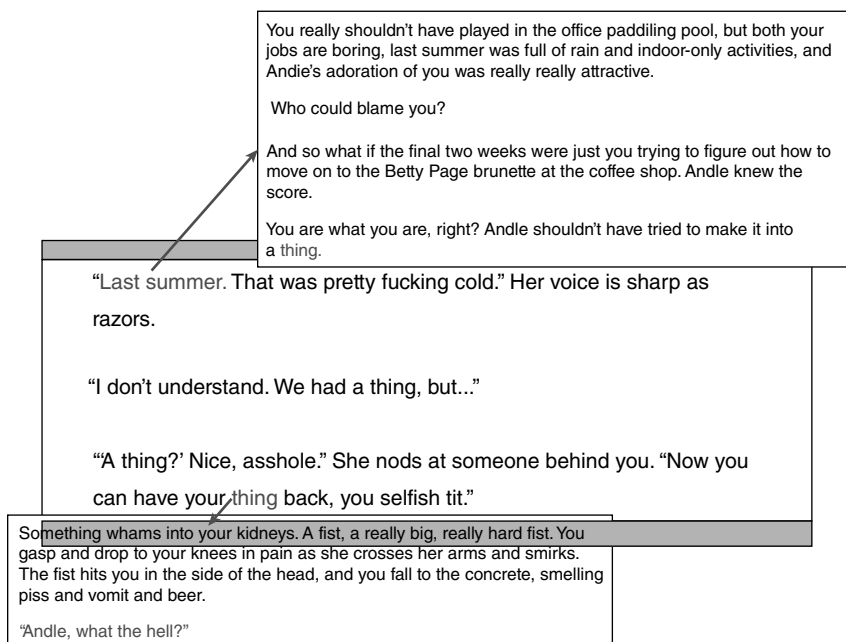 You really shouldn't have played in the office paddiling pool, but both your
jobs are boring, last summer was full of rain and indoor-only activities, and
Andie's adoration of you was really really attractive.
Who could blame you?
And so what if the final two weeks were just you trying to figure out how to
move on to the Betty Page brunette at the coffee shop. Andle knew the
score.
You are what you are, right? Andle shouldn't have tried to make it into
a thing.
“Last summer. That was pretty fucking cold.” Her voice is sharp as
razors.
“I don't understand. We had a thing, but...”
“‘A thing?’ Nice, asshole.” She nods at someone behind you. “Now you
can have your thing back, you selfish tit.”
Something whams into your kidneys. A fist, a really big, really hard fist. You
gasp and drop to your knees in pain as she crosses her arms and smirks.
The fist hits you in the side of the head, and you fall to the concrete, smelling
piss and vomit and beer.
“Andle, what the hell?”